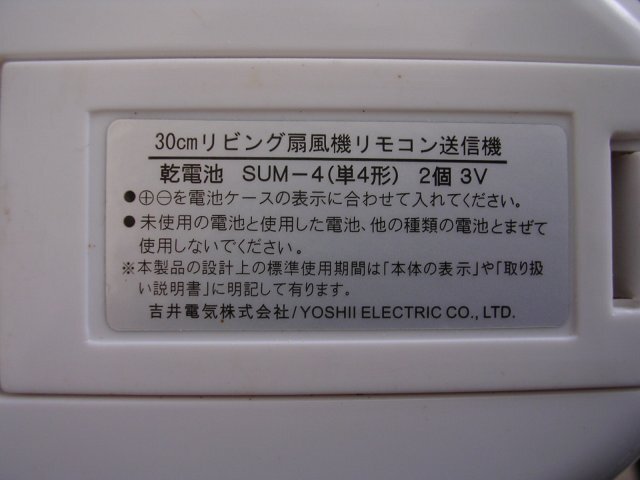 30cmリビング扇風機リモコン送信機
乾電池 SUM-4(単4形) 2個 3V
●⊕⊖を電池ケースの表示に合わせて入れてください。
●未使用の電池と使用した電池、他の種類の電池とまぜて
使用しないでください。
※本製品の設計上の標準使用期間は「本体の表示」や「取り扱
い説明書」に明記して有ります。
吉井電気株式会社/YOSHII ELECTRIC CO., LTD.